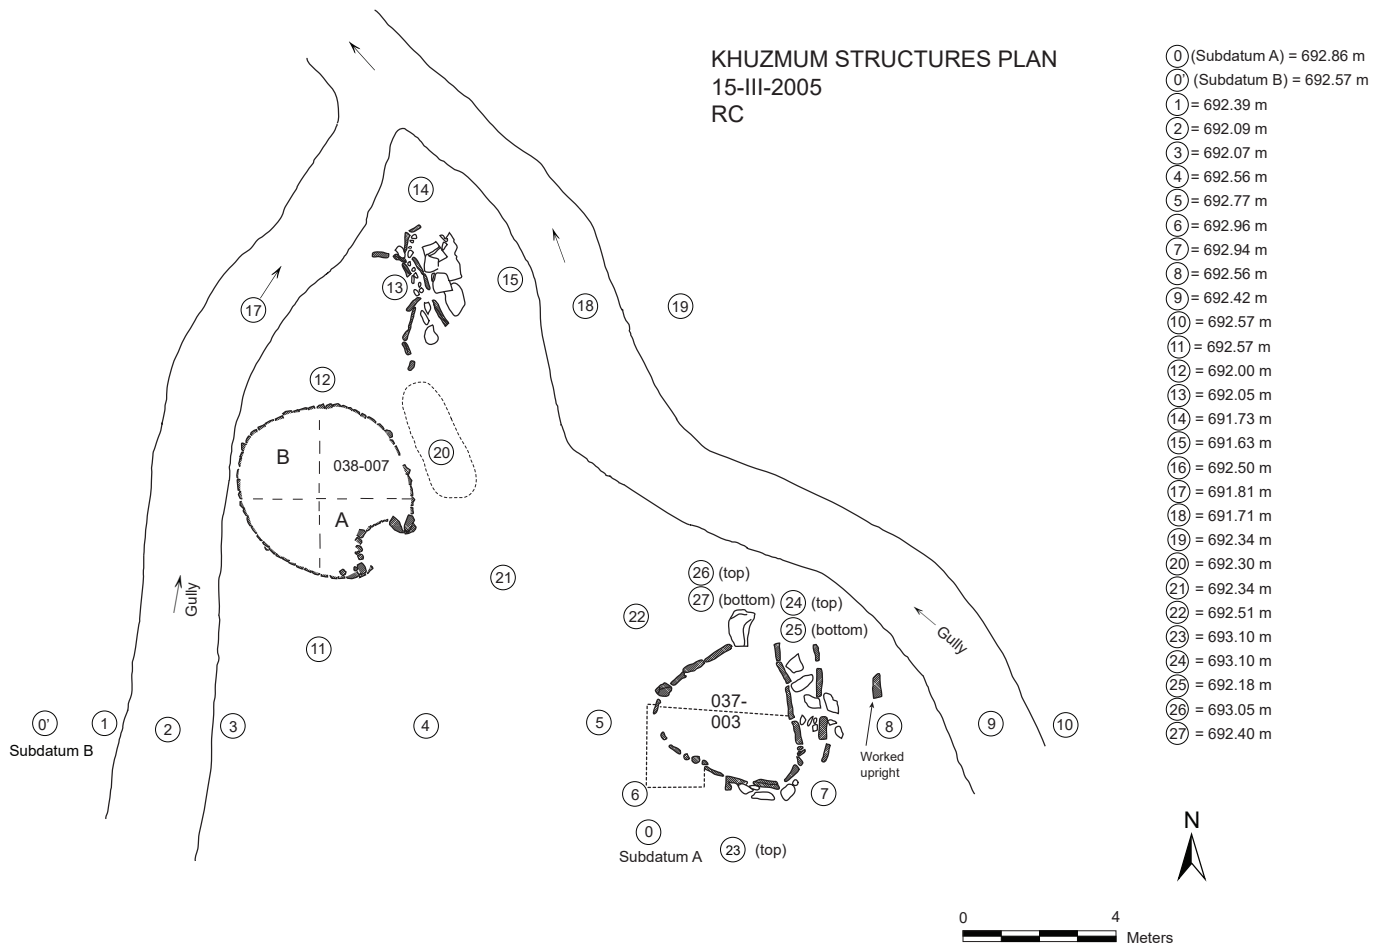 KHUZMUM STRUCTURES PLAN
15-III-2005
RC
0 (Subdatum A) = 692.86 m
0' (Subdatum B) = 692.57 m
1 = 692.39 m
2 = 692.09 m
3 = 692.07 m
4 = 692.56 m
5 = 692.77 m
6 = 692.96 m
7 = 692.94 m
8 = 692.56 m
9 = 692.42 m
10 = 692.57 m
11 = 692.57 m
12 = 692.00 m
13 = 692.05 m
14 = 691.73 m
15 = 691.63 m
16 = 692.50 m
17 = 691.81 m
18 = 691.71 m
19 = 692.34 m
20 = 692.30 m
21 = 692.34 m
22 = 692.51 m
23 = 693.10 m
24 = 693.10 m
25 = 692.18 m
26 = 693.05 m
27 = 692.40 m
14
13
15
17
18
19
12
B
038-007
20
A
21
Gully
26 (top)
27 (bottom)
24 (top)
25 (bottom)
22
Gully
11
037-
003
0'
Subdatum B
1
2
3
4
5
8
9
10
Worked
upright
6
7
0
Subdatum A
23 (top)
N
0 4
Meters